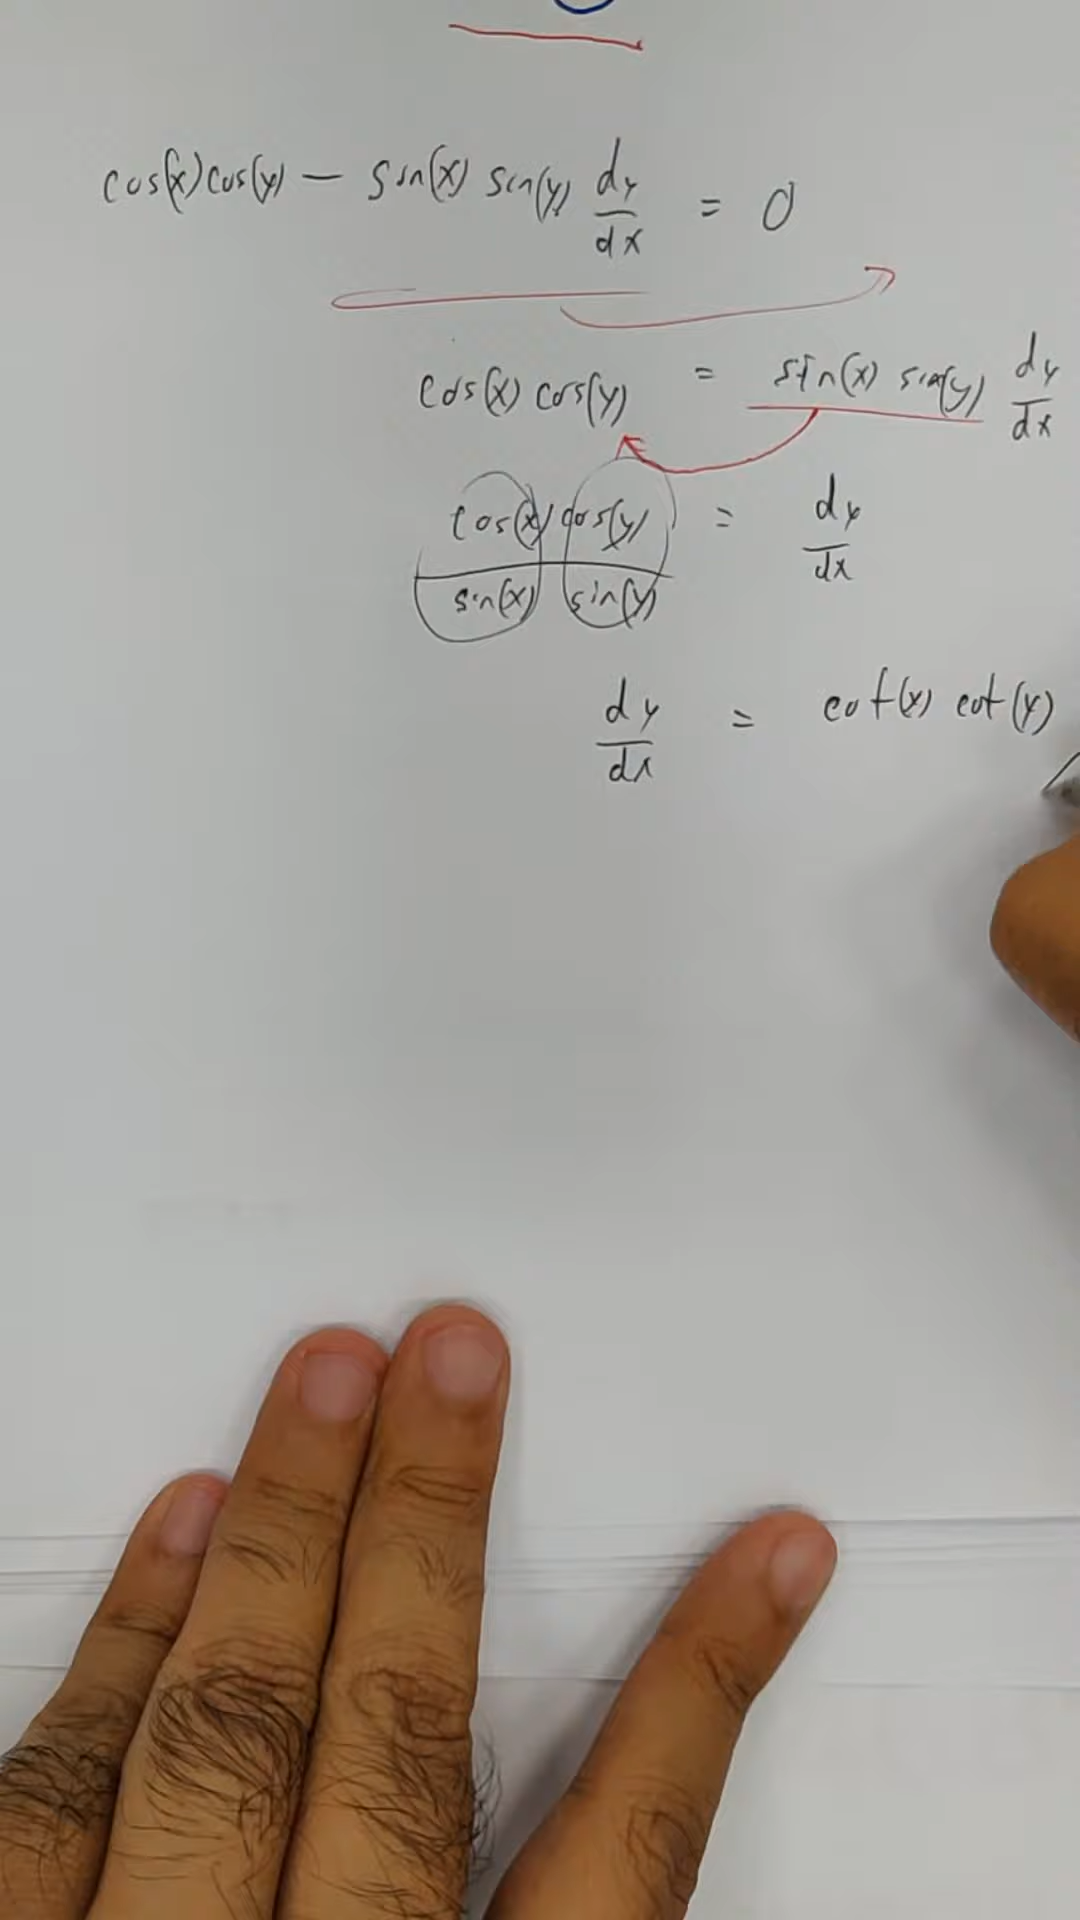 cos(x)cos(y) — sin(x) sin(y) dy/dx = 0
cos(x) cos(y) = sin(x) sin(y) dy/dx
cos(x) cos(y) / sin(x) sin(y) = dy/dx
dy/dx = cot(x) cot(y)